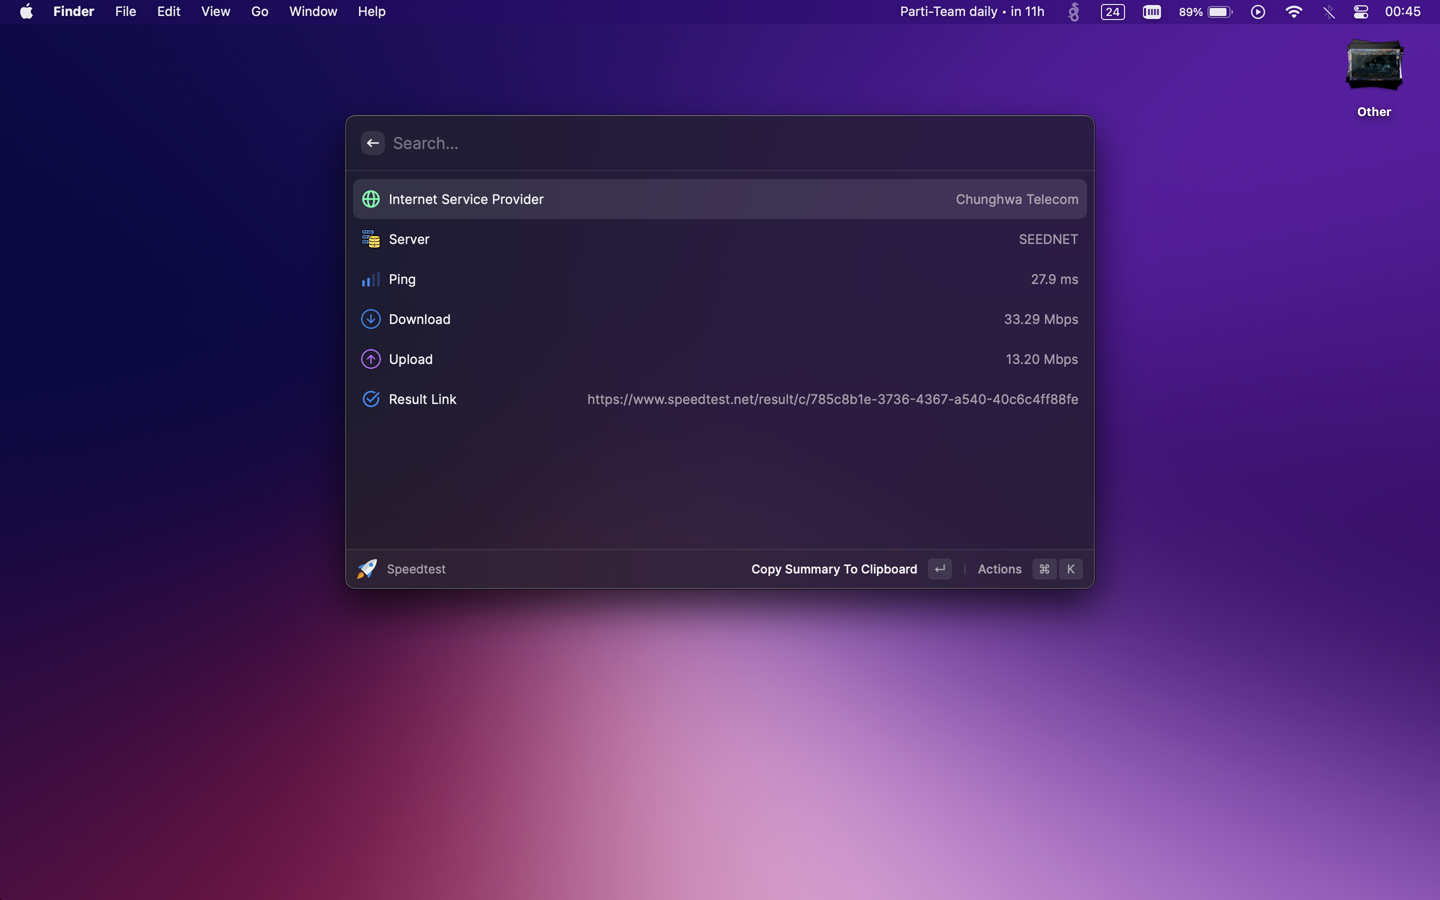 Finder File Edit View Go Window Help Parti-Team daily • in 11h 24 89% 00:45
Other
Search...
Internet Service Provider Chunghwa Telecom
Server SEEDNET
Ping 27.9 ms
Download 33.29 Mbps
Upload 13.20 Mbps
Result Link https://www.speedtest.net/result/c/785c8b1e-3736-4367-a540-40c6c4ff88fe
Speedtest Copy Summary To Clipboard ↵ Actions ⌘ K